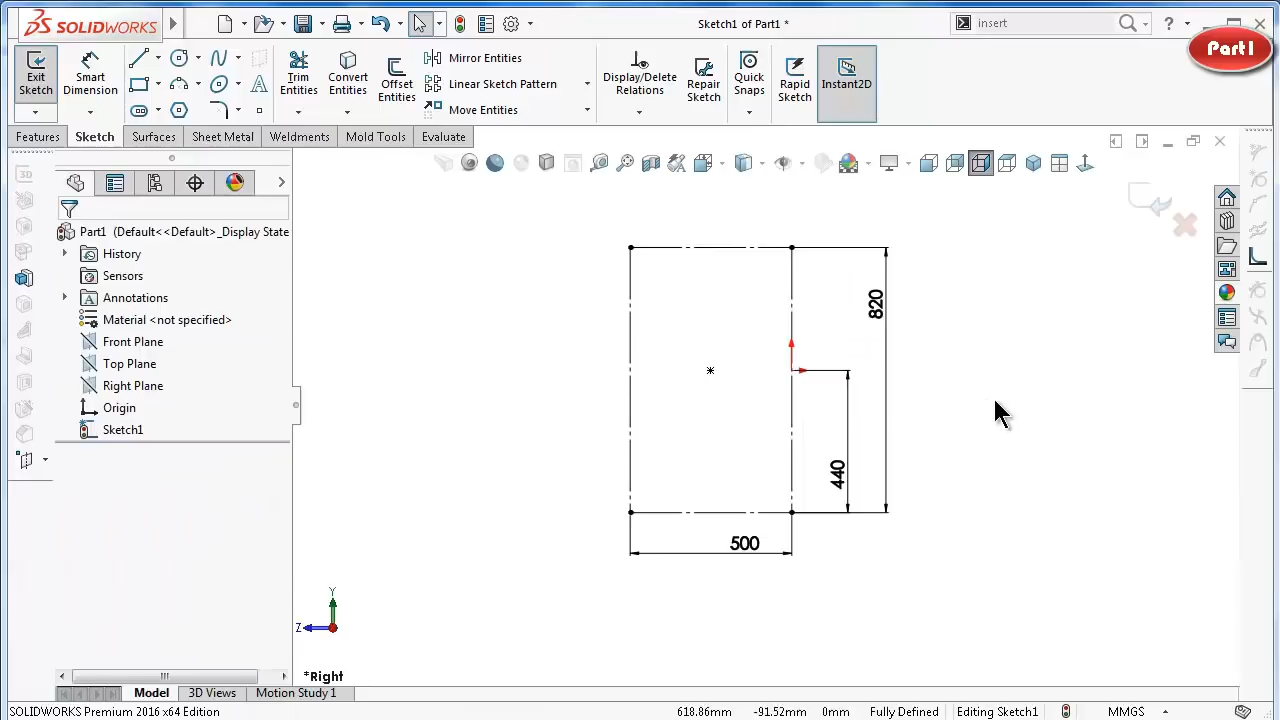 SOLIDWORKS
Sketch1 of Part1 *
insert
?
Part1
Exit Sketch
Smart Dimension
Trim Entities
Convert Entities
Offset Entities
Mirror Entities
Linear Sketch Pattern
Move Entities
Display/Delete Relations
Repair Sketch
Quick Snaps
Rapid Sketch
Instant2D
Features
Sketch
Surfaces
Sheet Metal
Weldments
Mold Tools
Evaluate
Part1 (Default<<Default>_Display State
History
Sensors
Annotations
Material <not specified>
Front Plane
Top Plane
Right Plane
Origin
Sketch1
820
440
500
Y
Z
*Right
Model
3D Views
Motion Study 1
SOLIDWORKS Premium 2016 x64 Edition
618.86mm
-91.52mm
0mm
Fully Defined
Editing Sketch1
MMGS